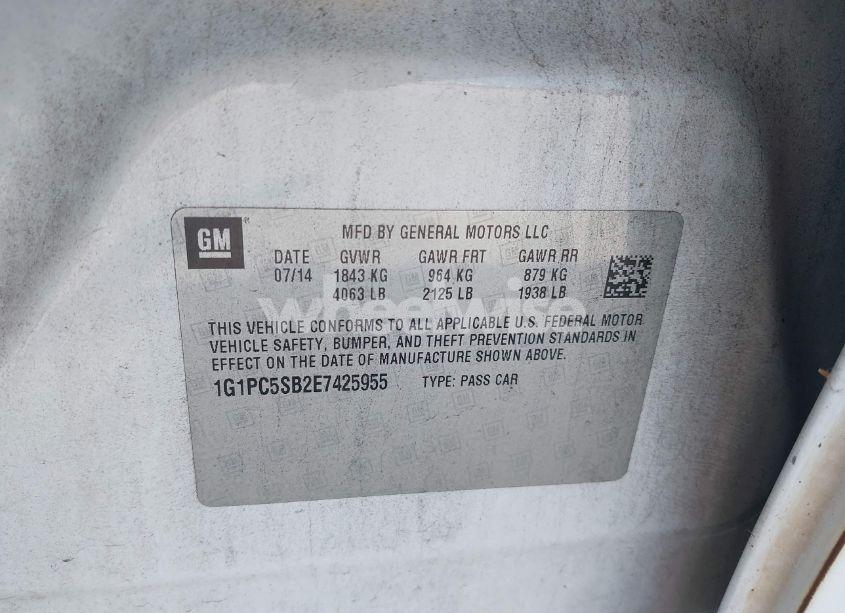 GM
MFD BY GENERAL MOTORS LLC
DATE GVWR GAWR FRT GAWR RR
07/14 1843 KG 964 KG 879 KG
4063 LB 2125 LB 1938 LB
wheelwise
THIS VEHICLE CONFORMS TO ALL APPLICABLE U.S. FEDERAL MOTOR
VEHICLE SAFETY, BUMPER, AND THEFT PREVENTION STANDARDS IN
EFFECT ON THE DATE OF MANUFACTURE SHOWN ABOVE.
1G1PC5SB2E7425955 TYPE: PASS CAR